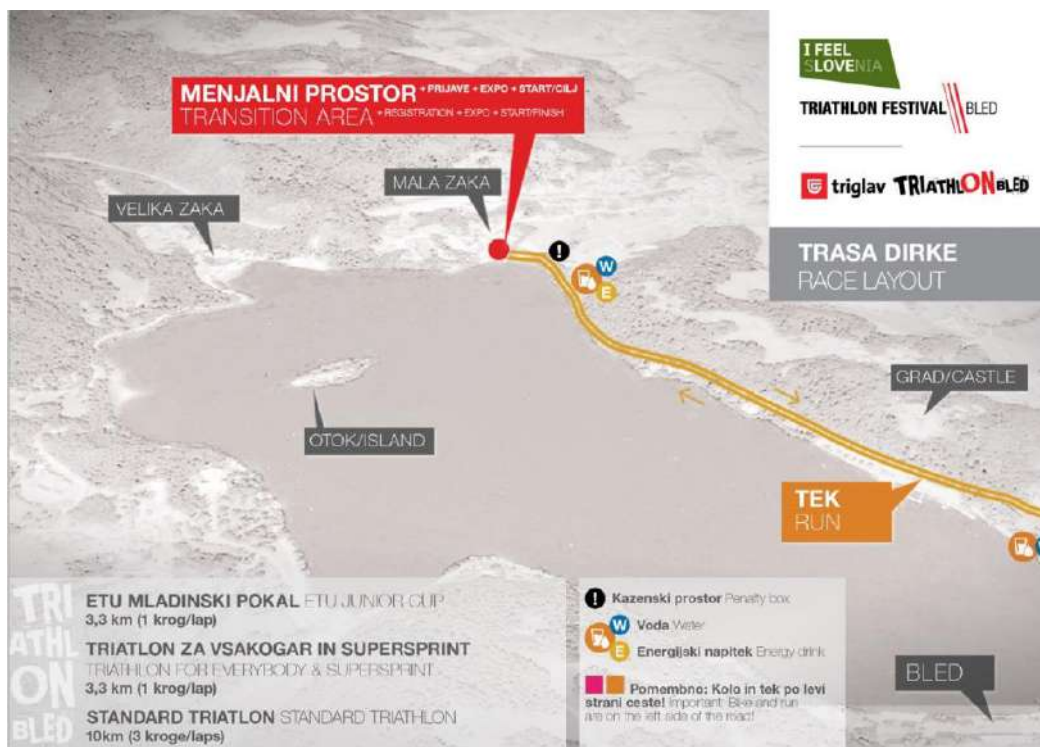 I FEEL
SLOVENIA
TRIATHLON FESTIVAL BLED
triglav TRIATHLON BLED
TRASA DIRKE
RACE LAYOUT
MENJALNI PROSTOR + PRIJAVE + EXPO + START/CILJ
TRANSITION AREA + REGISTRATION + EXPO + START/FINISH
MALA ZAKA
VELIKA ZAKA
!
W
E
GRAD/CASTLE
OTOK/ISLAND
TEK
RUN
TRI
ATHL
ON
BLED
ETU MLADINSKI POKAL ETU JUNIOR CUP
3,3 km (1 krog/lap)
TRIATLON ZA VSAKOGAR IN SUPERSPRINT
TRIATHLON FOR EVERYBODY & SUPERSPRINT
3,3 km (1 krog/lap)
STANDARD TRIATLON STANDARD TRIATHLON
10km (3 kroge/laps)
! Kazenski prostor Penalty box
W Voda Water
E Energijski napitek Energy drink
Pomembno: Kolo in tek po levi
strani ceste! Important: Bike and run
are on the left side of the road!
BLED